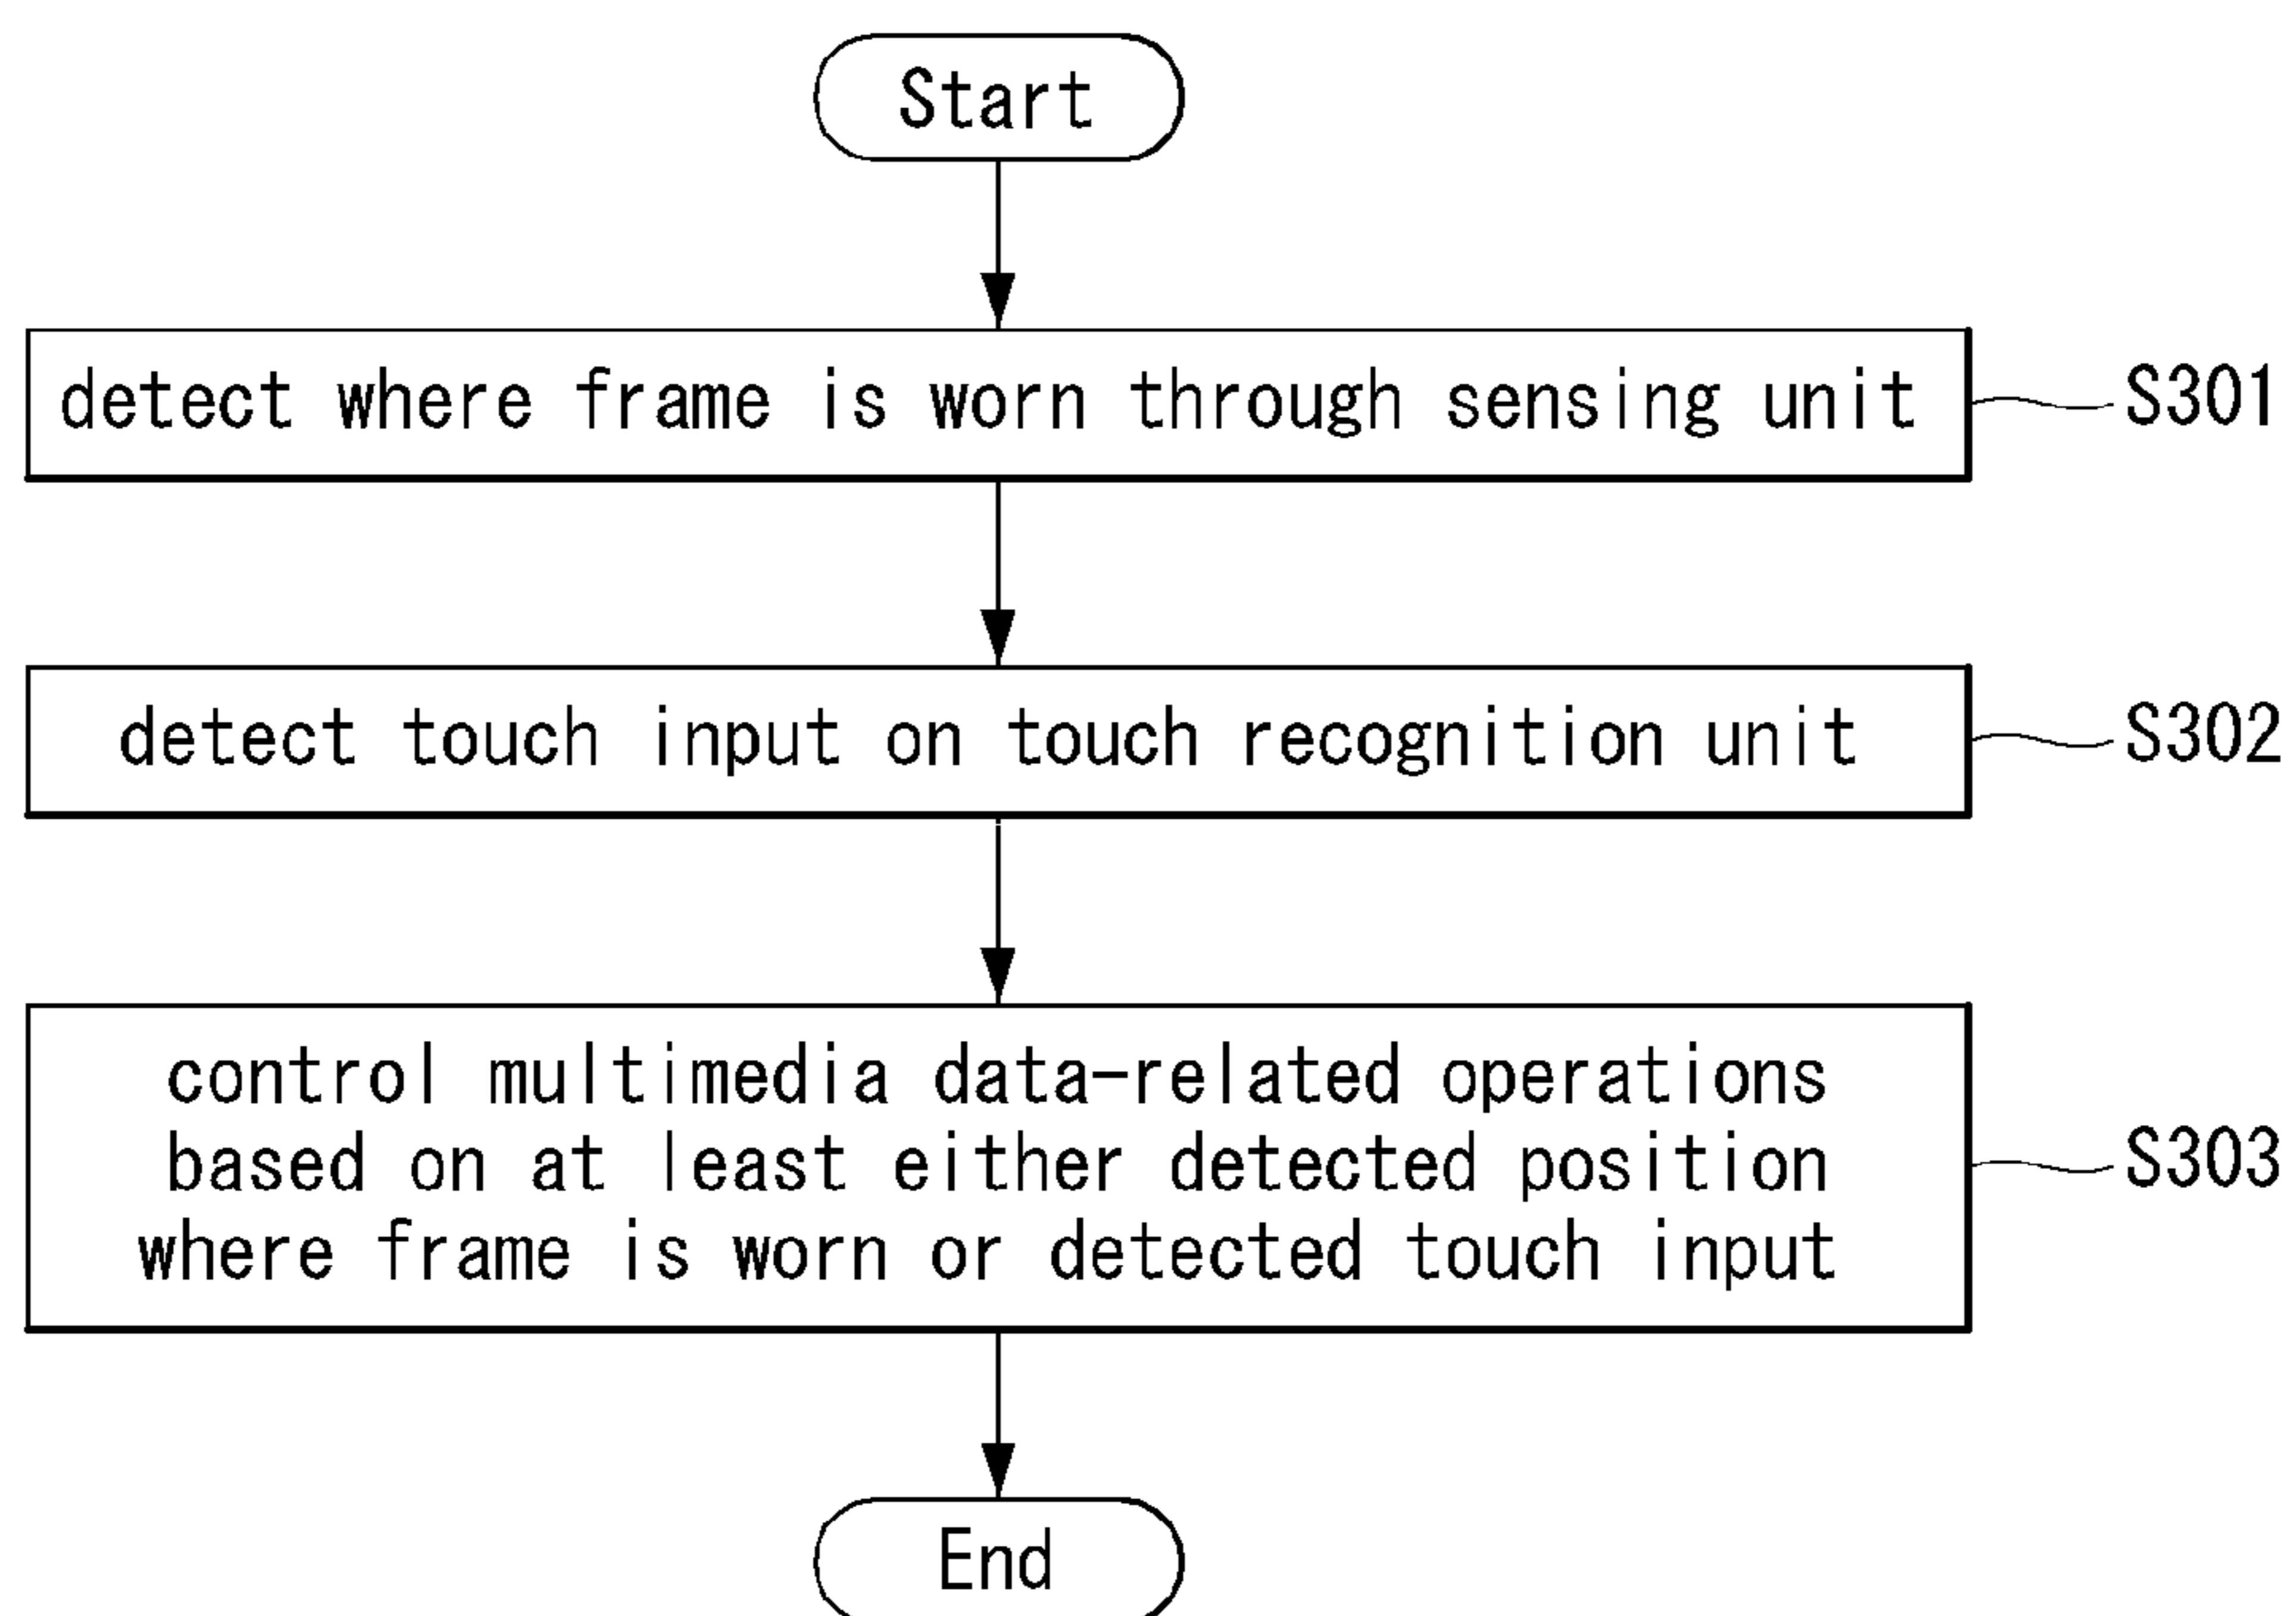 Start
detect where frame is worn through sensing unit
S301
detect touch input on touch recognition unit
S302
control multimedia data-related operations
based on at least either detected position
where frame is worn or detected touch input
S303
End